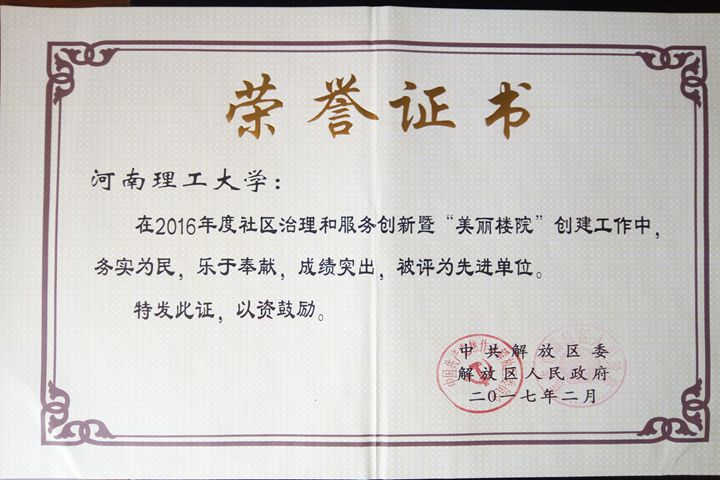 荣誉证书
河南理工大学：
在2016年度社区治理和服务创新暨“美丽楼院”创建工作中，
务实为民，乐于奉献，成绩突出，被评为先进单位。
特发此证，以资鼓励。
中共解放区委
解放区人民政府
二〇一七年二月